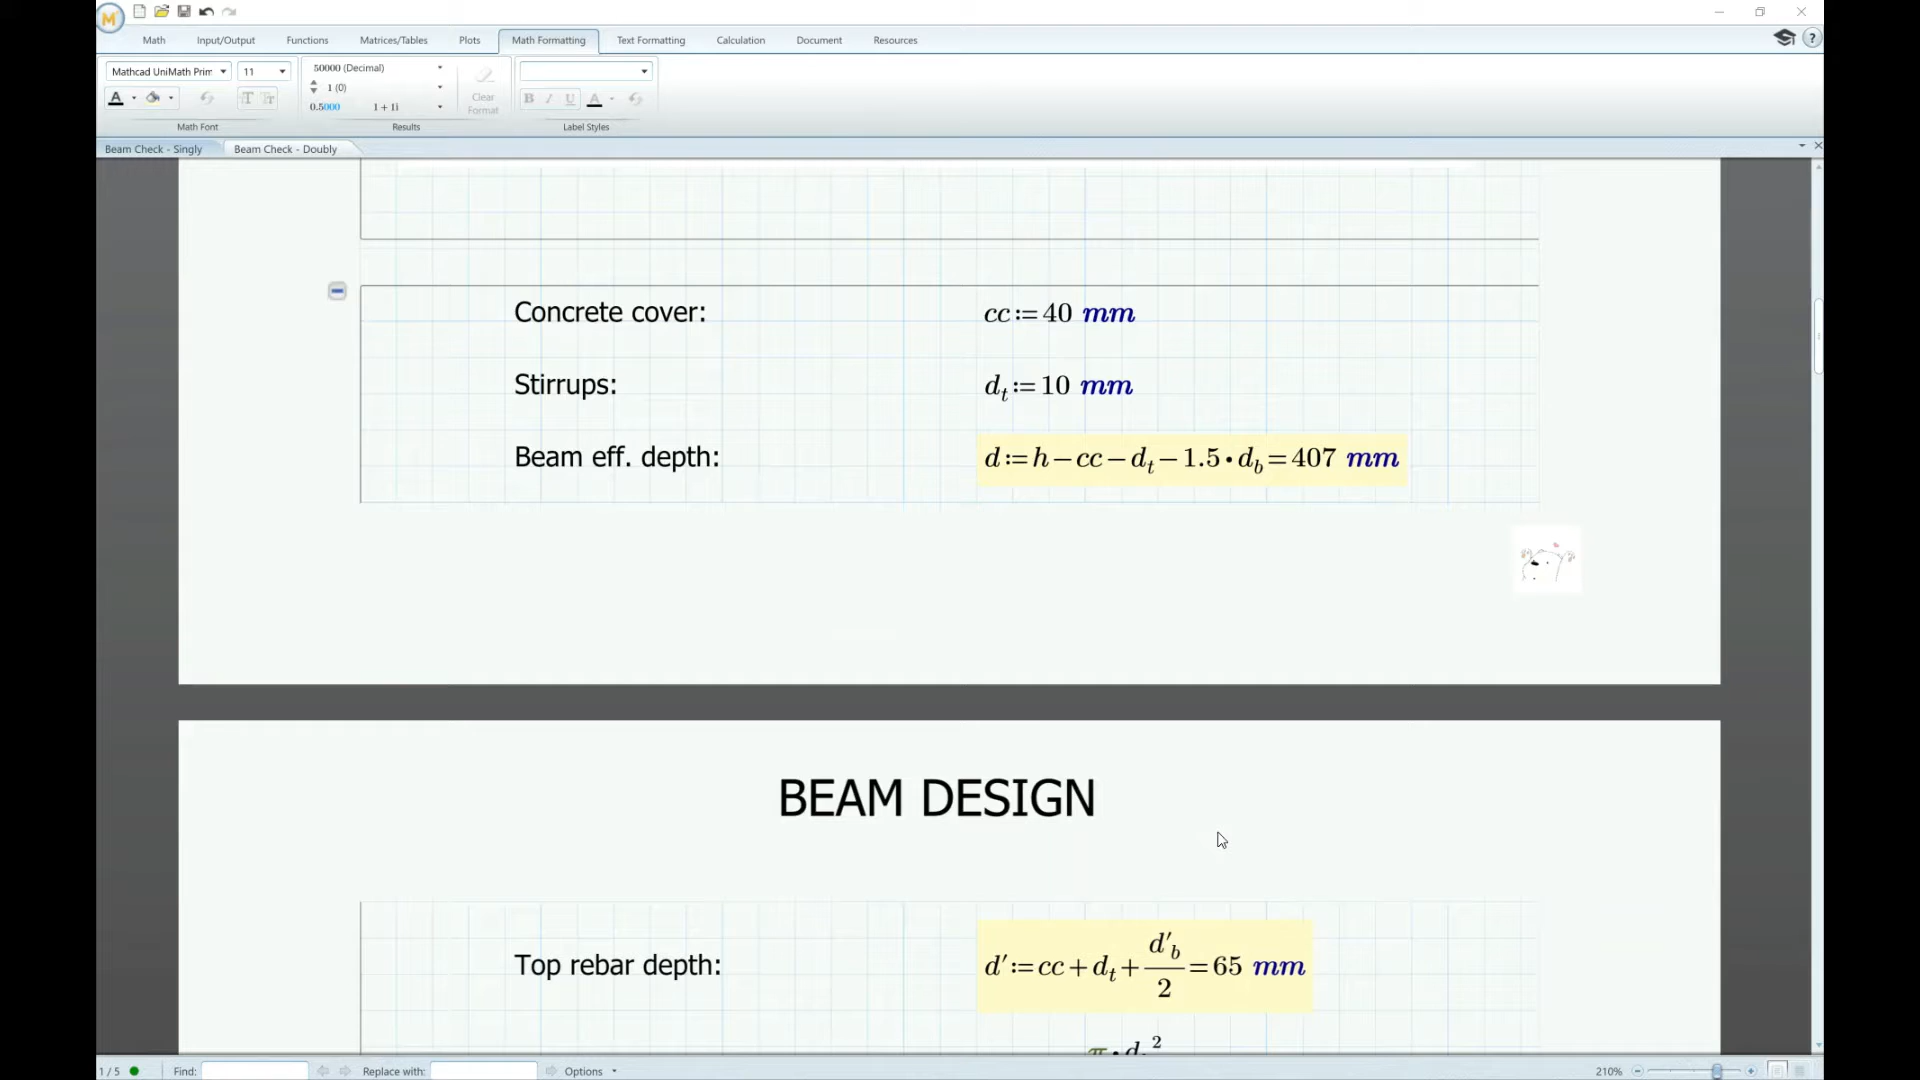 Math Input/Output Functions Matrices/Tables Plots Math Formatting Text Formatting Calculation Document Resources
Mathcad UniMath Prim 11
50000 (Decimal)
1 (0)
0.5000 1 + 1i
Clear
Format
B I U A
Math Font Results Label Styles
Beam Check - Singly Beam Check - Doubly
Concrete cover: cc:=40 mm
Stirrups: dₜ:=10 mm
Beam eff. depth: d:=h−cc−dₜ−1.5•d_b=407 mm
BEAM DESIGN
Top rebar depth: d′:=cc+dₜ+d′_b/2=65 mm
1 / 5 Find: Replace with: Options 210%